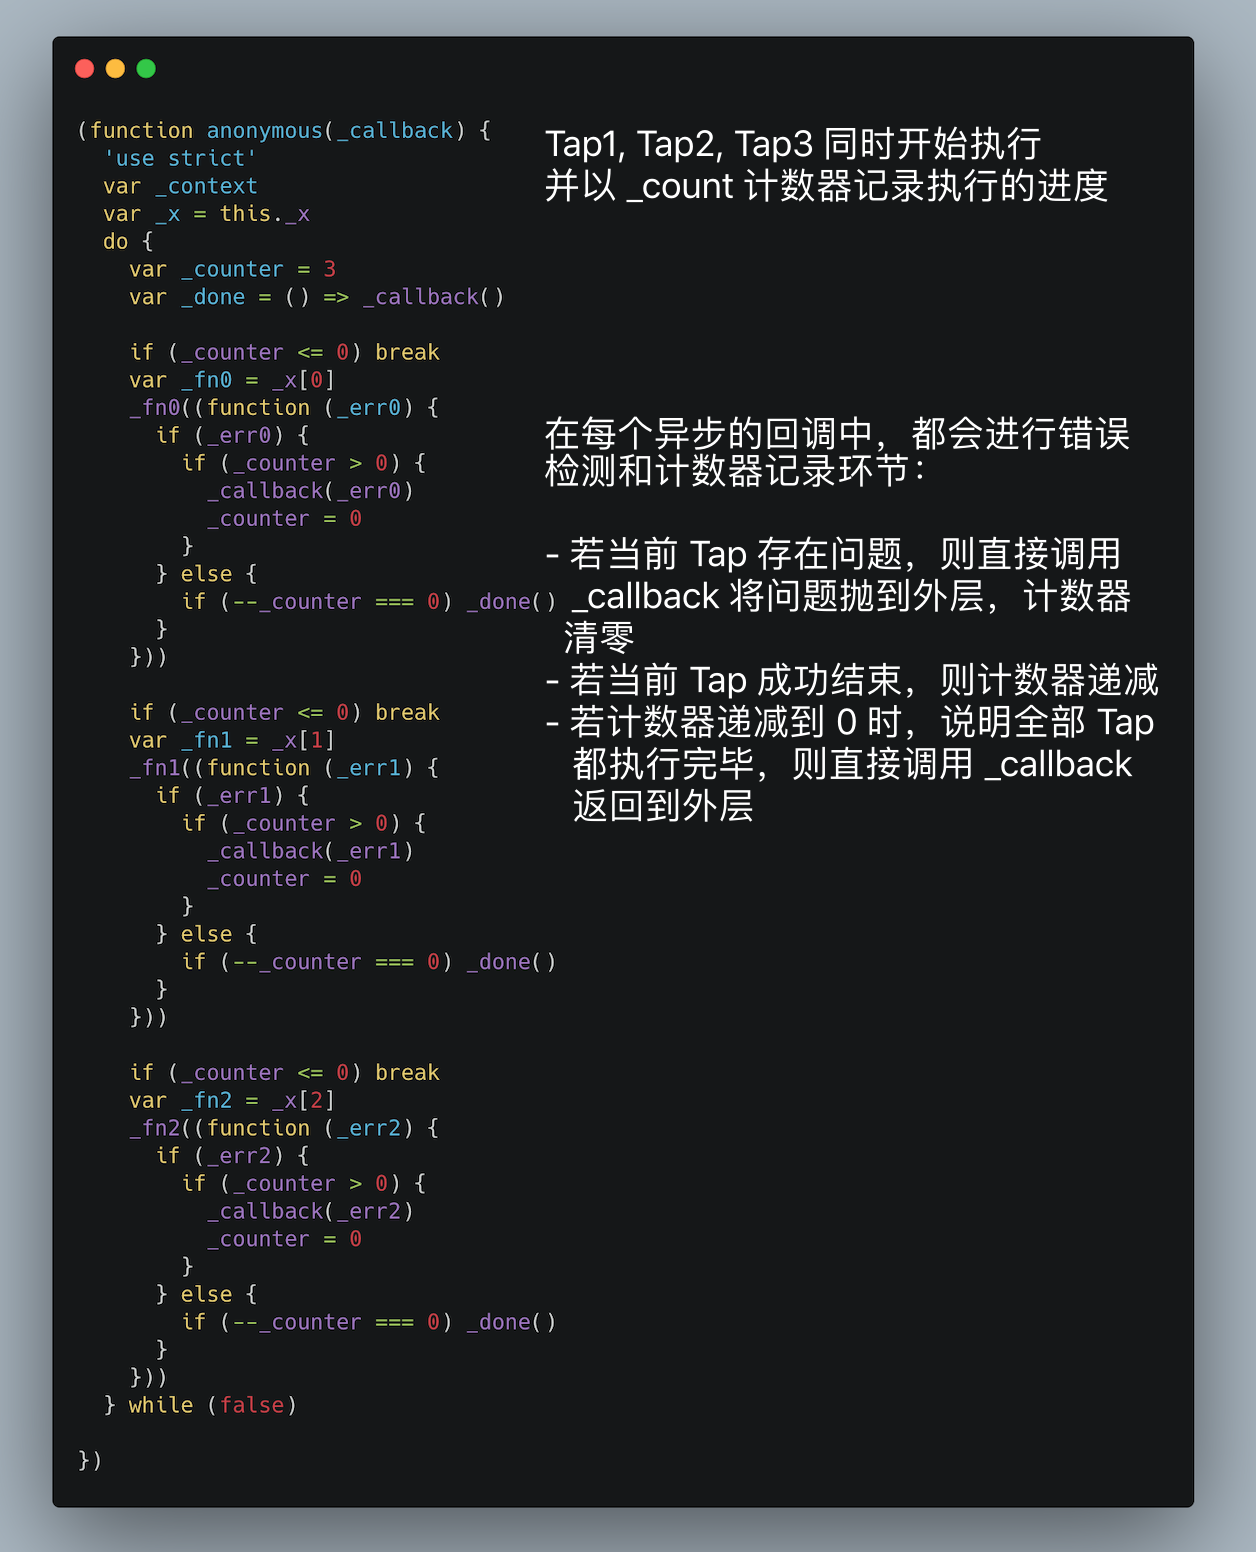 (function anonymous(_callback) {
  'use strict'
  var _context
  var _x = this._x
  do {
    var _counter = 3
    var _done = () => _callback()

    if (_counter <= 0) break
    var _fn0 = _x[0]
    _fn0((function (_err0) {
      if (_err0) {
        if (_counter > 0) {
          _callback(_err0)
          _counter = 0
        }
      } else {
        if (--_counter === 0) _done()
      }
    }))

    if (_counter <= 0) break
    var _fn1 = _x[1]
    _fn1((function (_err1) {
      if (_err1) {
        if (_counter > 0) {
          _callback(_err1)
          _counter = 0
        }
      } else {
        if (--_counter === 0) _done()
      }
    }))

    if (_counter <= 0) break
    var _fn2 = _x[2]
    _fn2((function (_err2) {
      if (_err2) {
        if (_counter > 0) {
          _callback(_err2)
          _counter = 0
        }
      } else {
        if (--_counter === 0) _done()
      }
    }))
  } while (false)

})
Tap1, Tap2, Tap3 同时开始执行
并以 _count 计数器记录执行的进度
在每个异步的回调中，都会进行错误
检测和计数器记录环节：
- 若当前 Tap 存在问题，则直接调用
_callback 将问题抛到外层，计数器
清零
- 若当前 Tap 成功结束，则计数器递减
- 若计数器递减到 0 时，说明全部 Tap
都执行完毕，则直接调用 _callback
返回到外层